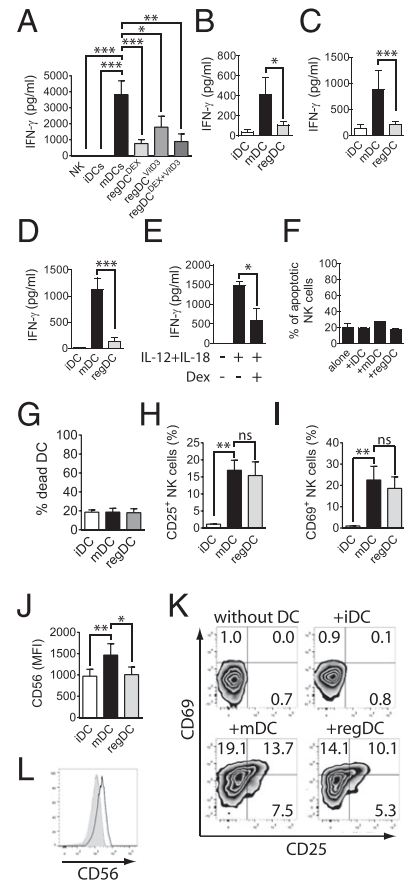 A
IFN-γ (pg/ml)
5000
4000
3000
2000
1000
0
***
***
***
*
**
NK
iDCs
mDCs
regDC-DEX
regDC-VitD3
regDC-DEX+VitD3
B
IFN-γ (pg/ml)
800
600
400
200
0
*
iDC
mDC
regDC
C
IFN-γ (pg/ml)
1500
1000
500
0
***
iDC
mDC
regDC
D
IFN-γ (pg/ml)
1500
1000
500
0
***
iDC
mDC
regDC
E
IFN-γ (pg/ml)
2000
1500
1000
500
0
*
IL-12+IL-18 - + +
Dex - - +
F
% of apoptotic
NK cells
100
80
60
40
20
0
alone
+iDC
+mDC
+regDC
G
% dead DC
100
80
60
40
20
0
iDC
mDC
regDC
H
CD25+ NK cells (%)
25
20
15
10
5
0
**
ns
iDC
mDC
regDC
I
CD69+ NK cells (%)
40
30
20
10
0
**
ns
iDC
mDC
regDC
J
CD56 (MFI)
2000
1500
1000
500
0
**
*
iDC
mDC
regDC
K
without DC
1.0 0.0
0.7
+iDC
0.9 0.1
0.8
+mDC
19.1 13.7
7.5
+regDC
14.1 10.1
5.3
CD69
CD25
L
CD56